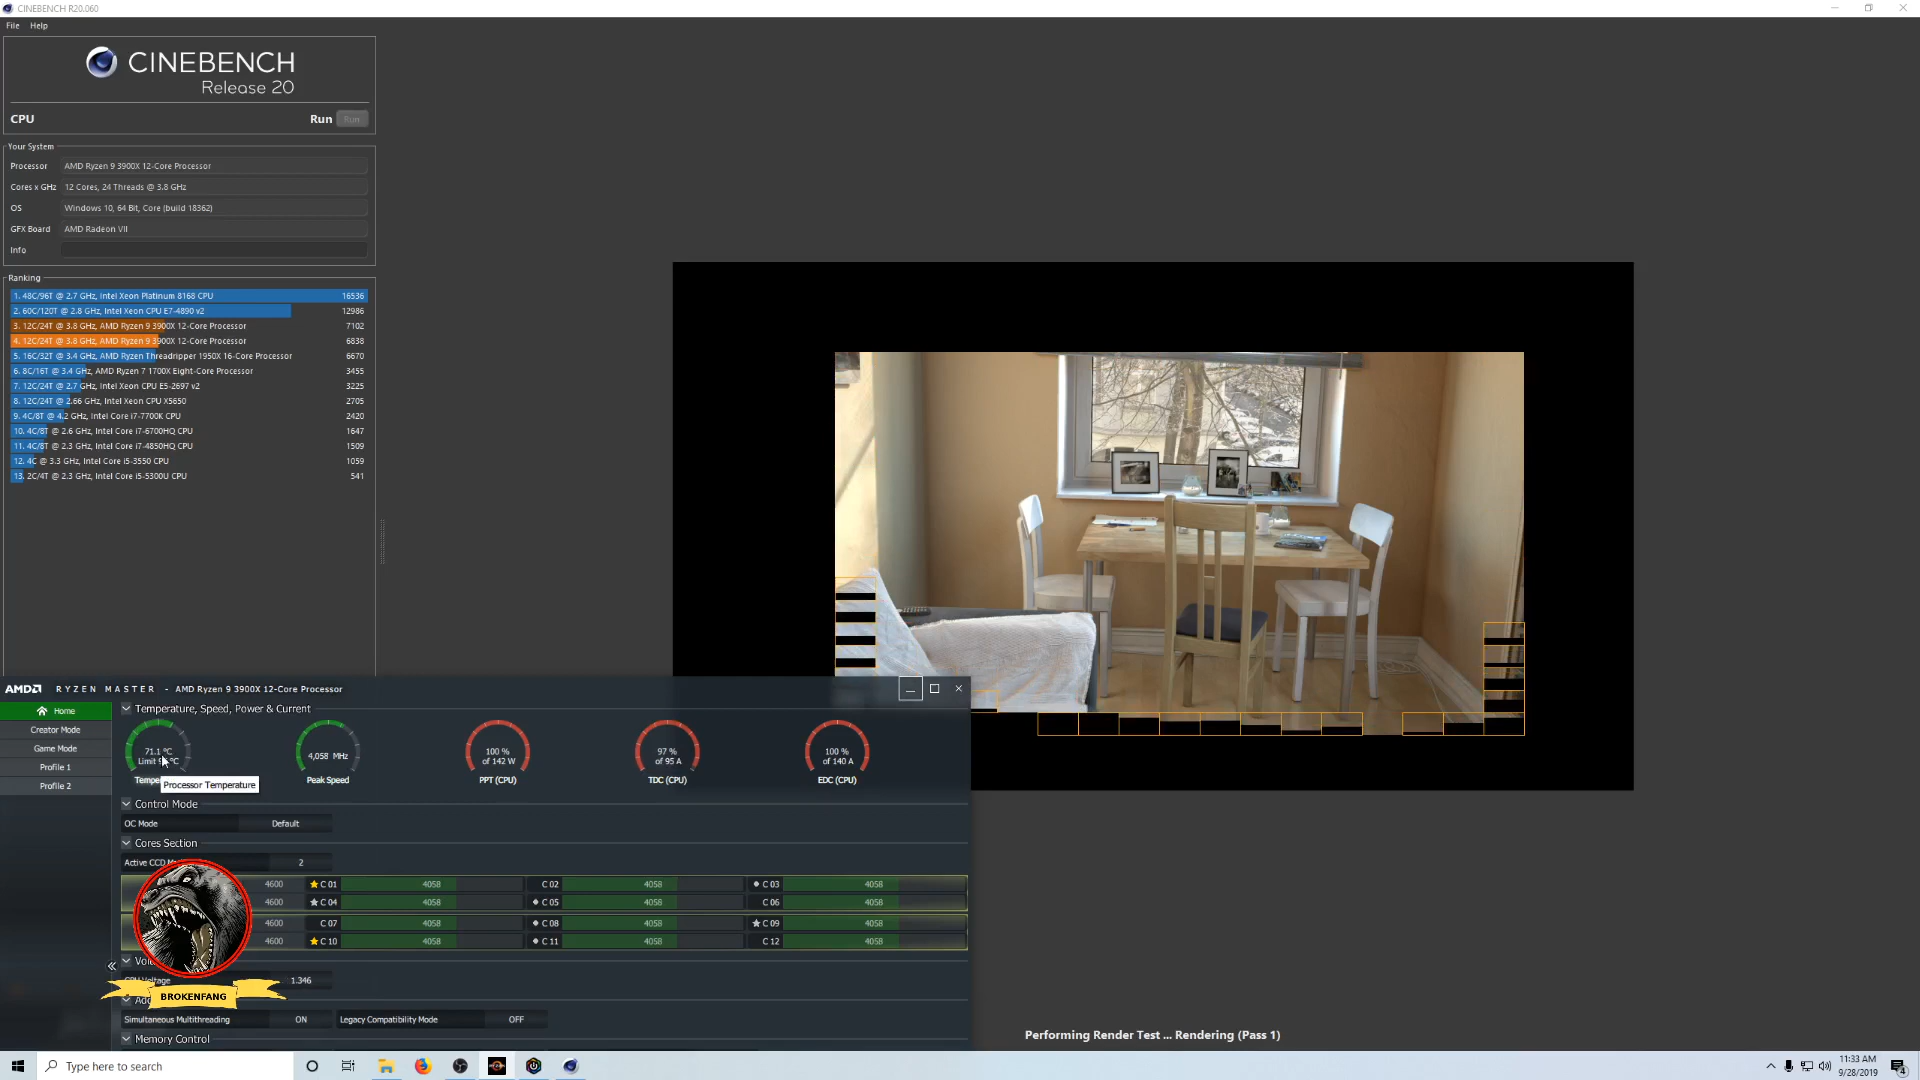 CINEBENCH R20.060
File Help
CINEBENCH
Release 20
CPU Run Run
Your System
Processor AMD Ryzen 9 3900X 12-Core Processor
Cores x GHz 12 Cores, 24 Threads @ 3.8 GHz
OS Windows 10, 64 Bit, Core (build 18362)
GFX Board AMD Radeon VII
Info
Ranking
1. 48C/96T @ 2.7 GHz, Intel Xeon Platinum 8168 CPU 16536
2. 60C/120T @ 2.8 GHz, Intel Xeon CPU E7-4890 v2 12986
3. 12C/24T @ 3.8 GHz, AMD Ryzen 9 3900X 12-Core Processor 7102
4. 12C/24T @ 3.8 GHz, AMD Ryzen 9 3900X 12-Core Processor 6838
5. 16C/32T @ 3.4 GHz, AMD Ryzen Threadripper 1950X 16-Core Processor 6670
6. 8C/16T @ 3.4 GHz, AMD Ryzen 7 1700X Eight-Core Processor 3455
7. 12C/24T @ 2.7 GHz, Intel Xeon CPU E5-2697 v2 3225
8. 12C/24T @ 2.66 GHz, Intel Xeon CPU X5650 2705
9. 4C/8T @ 4.2 GHz, Intel Core i7-7700K CPU 2420
10. 4C/8T @ 2.6 GHz, Intel Core i7-6700HQ CPU 1647
11. 4C/8T @ 2.3 GHz, Intel Core i7-4850HQ CPU 1509
12. 4C @ 3.3 GHz, Intel Core i5-3550 CPU 1059
13. 2C/4T @ 2.3 GHz, Intel Core i5-5300U CPU 541
AMD RYZEN MASTER - AMD Ryzen 9 3900X 12-Core Processor
Home
Creator Mode
Game Mode
Profile 1
Profile 2
Temperature, Speed, Power & Current
71.1 °C 4,058 MHz 100 % 97 % 100 %
Limit °C of 142 W of 95 A of 140 A
Peak Speed PPT (CPU) TDC (CPU) EDC (CPU)
Processor Temperature
Control Mode
OC Mode Default
Cores Section
Active CCD 2
4600 C 01 4058 C 02 4058 C 03 4058
4600 C 04 4058 C 05 4058 C 06 4058
4600 C 07 4058 C 08 4058 C 09 4058
4600 C 10 4058 C 11 4058 C 12 4058
Voltage 1.346
BROKENFANG
Simultaneous Multithreading ON Legacy Compatibility Mode OFF
Memory Control
Performing Render Test ... Rendering (Pass 1)
Type here to search
11:33 AM
9/28/2019
4